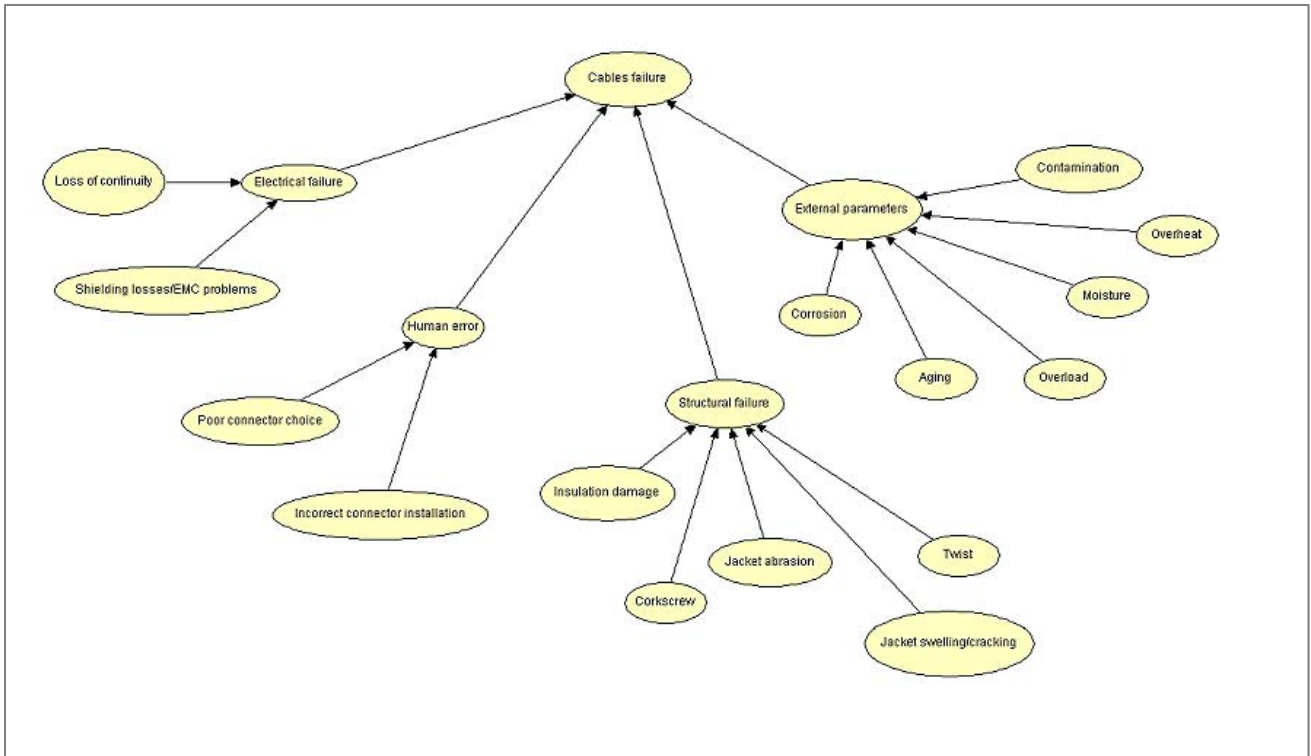 Cables failure
Loss of continuity
Electrical failure
Contamination
External parameters
Overheat
Shielding losses/EMC problems
Moisture
Corrosion
Human error
Aging
Overload
Structural failure
Poor connector choice
Insulation damage
Incorrect connector installation
Twist
Jacket abrasion
Corkscrew
Jacket swelling/cracking